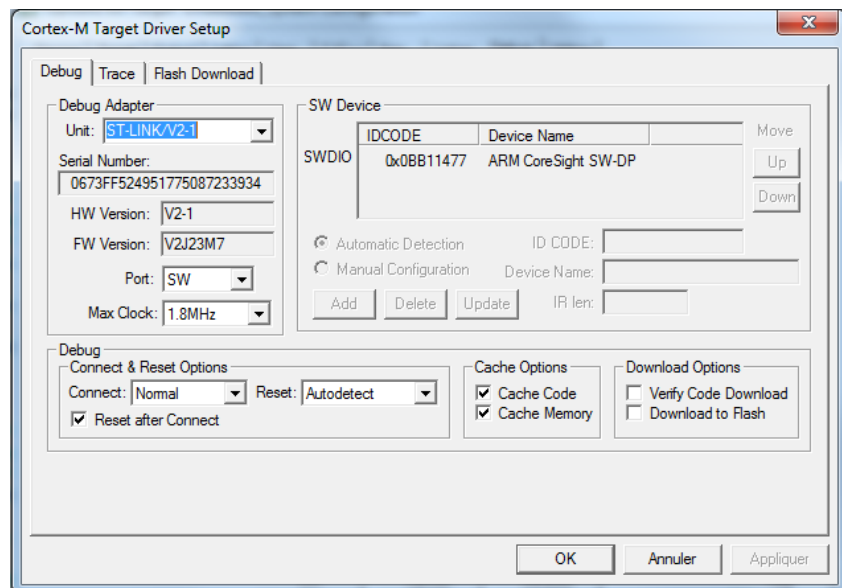 Cortex-M Target Driver Setup
Debug Trace Flash Download
Debug Adapter
Unit: ST-LINK/V2-1
Serial Number:
0673FF524951775087233934
HW Version: V2-1
FW Version: V2J23M7
Port: SW
Max Clock: 1.8MHz
SW Device
IDCODE Device Name
SWDIO 0x0BB11477 ARM CoreSight SW-DP
Move
Up
Down
Automatic Detection ID CODE:
Manual Configuration Device Name:
Add Delete Update IR len:
Debug
Connect & Reset Options
Connect: Normal Reset: Autodetect
Reset after Connect
Cache Options
Cache Code
Cache Memory
Download Options
Verify Code Download
Download to Flash
OK Annuler Appliquer